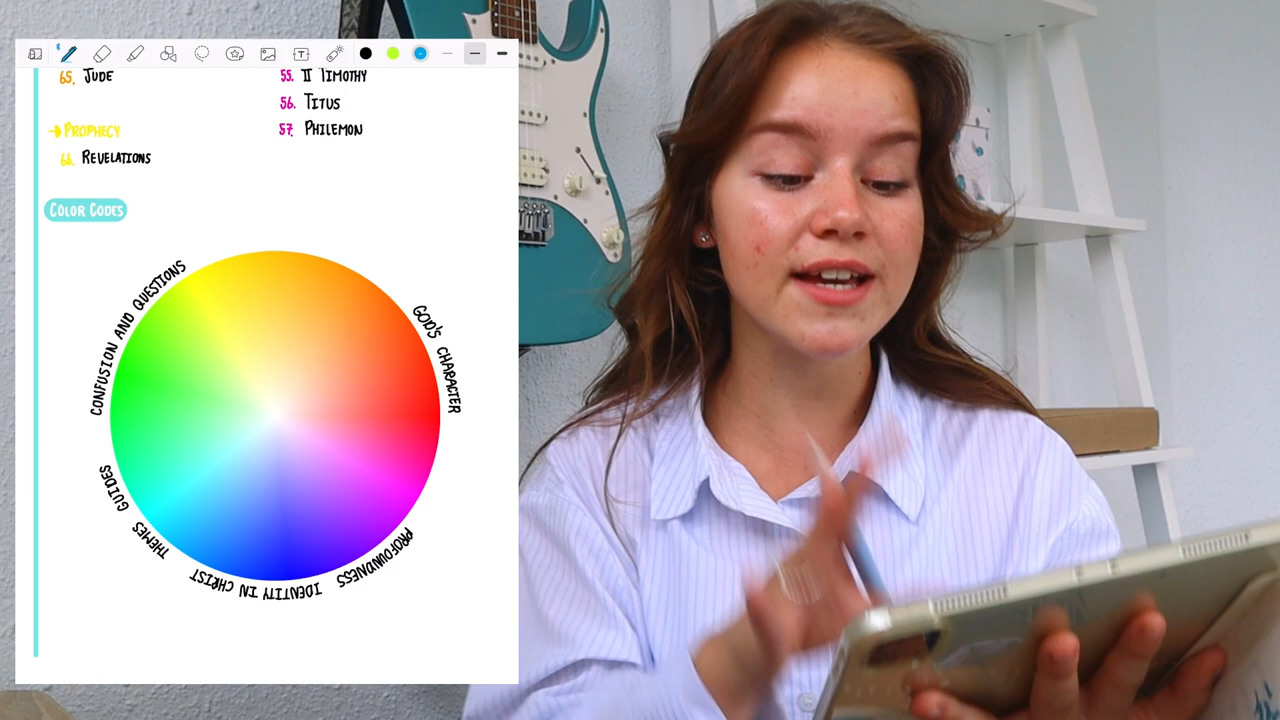 65. JUDE
→PROPHECY
66. REVELATIONS
55. II TIMOTHY
56. TITUS
57. PHILEMON
COLOR CODES
CONFUSION AND QUESTIONS
GOD'S CHARACTER
GUIDES
THEMES
IDENTITY IN CHRIST
PROFOUNDNESS